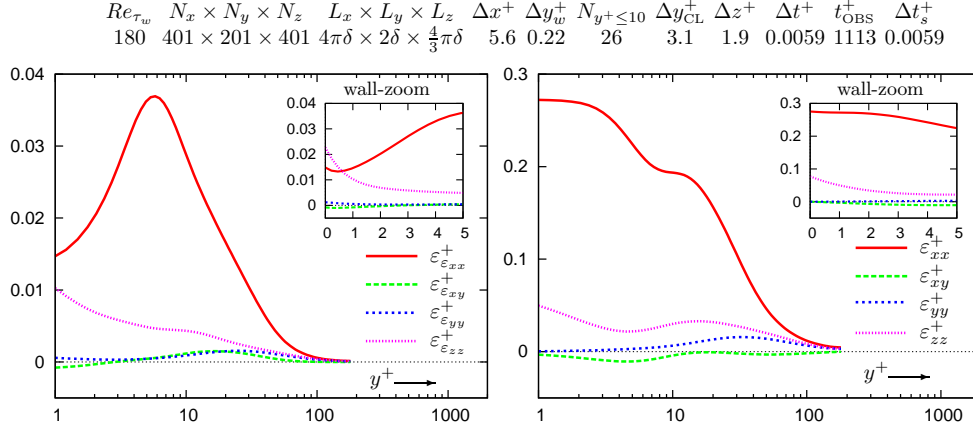 Re_{τ_w} N_x × N_y × N_z L_x × L_y × L_z Δx⁺ Δy_w⁺ N_{y⁺≤10} Δy_{CL}⁺ Δz⁺ Δt⁺ t_{OBS}⁺ Δt_s⁺
180 401 × 201 × 401 4πδ × 2δ × \frac{4}{3}πδ 5.6 0.22 26 3.1 1.9 0.0059 1113 0.0059
0.04
0.03
0.02
0.01
0
1 10 100 1000
wall-zoom
0.04
0.03
0.02
0.01
0
0 1 2 3 4 5
ε⁺_{ε_{xx}}
ε⁺_{ε_{xy}}
ε⁺_{ε_{yy}}
ε⁺_{ε_{zz}}
y⁺ ⟶
0.3
0.2
0.1
0
1 10 100 1000
wall-zoom
0.3
0.2
0.1
0
0 1 2 3 4 5
ε⁺_{xx}
ε⁺_{xy}
ε⁺_{yy}
ε⁺_{zz}
y⁺ ⟶